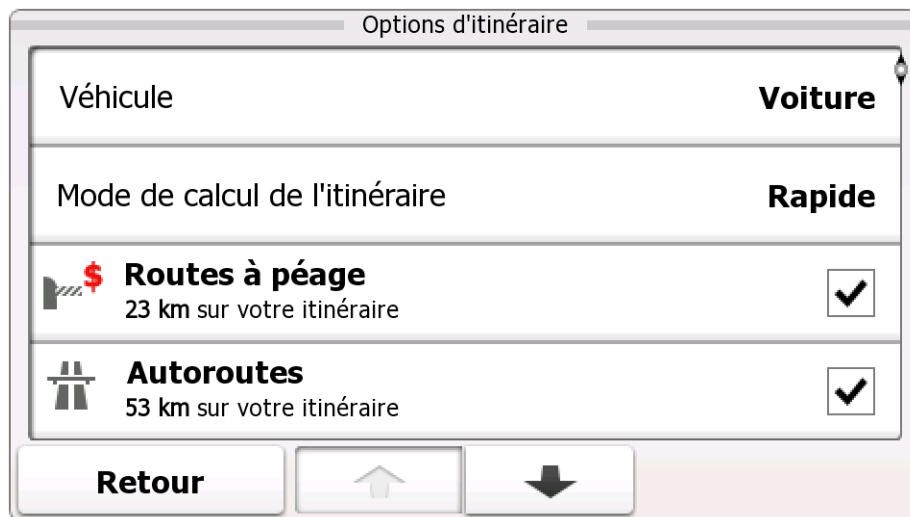 Options d'itinéraire
Véhicule
Voiture
Mode de calcul de l'itinéraire
Rapide
$
Routes à péage
23 km sur votre itinéraire
Autoroutes
53 km sur votre itinéraire
Retour